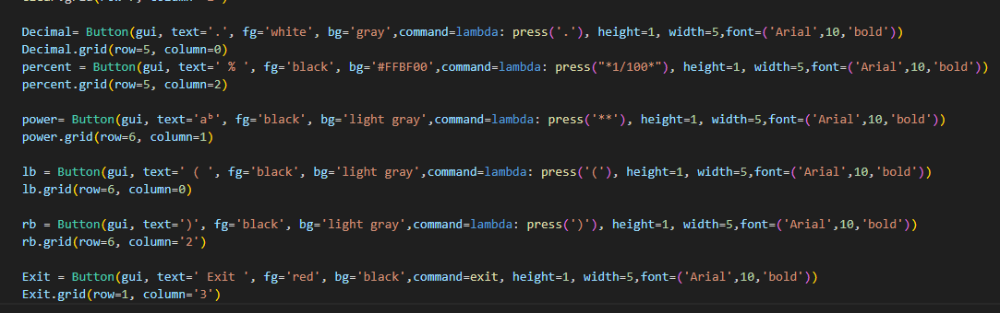 Decimal= Button(gui, text='.', fg='white', bg='gray',command=lambda: press('.'), height=1, width=5,font=('Arial',10,'bold'))
Decimal.grid(row=5, column=0)
percent = Button(gui, text=' % ', fg='black', bg='#FFBF00',command=lambda: press("*1/100*"), height=1, width=5,font=('Arial',10,'bold'))
percent.grid(row=5, column=2)
power= Button(gui, text='aᵇ', fg='black', bg='light gray',command=lambda: press('**'), height=1, width=5,font=('Arial',10,'bold'))
power.grid(row=6, column=1)
lb = Button(gui, text=' ( ', fg='black', bg='light gray',command=lambda: press('('), height=1, width=5,font=('Arial',10,'bold'))
lb.grid(row=6, column=0)
rb = Button(gui, text=')', fg='black', bg='light gray',command=lambda: press(')'), height=1, width=5,font=('Arial',10,'bold'))
rb.grid(row=6, column='2')
Exit = Button(gui, text=' Exit ', fg='red', bg='black',command=exit, height=1, width=5,font=('Arial',10,'bold'))
Exit.grid(row=1, column='3')